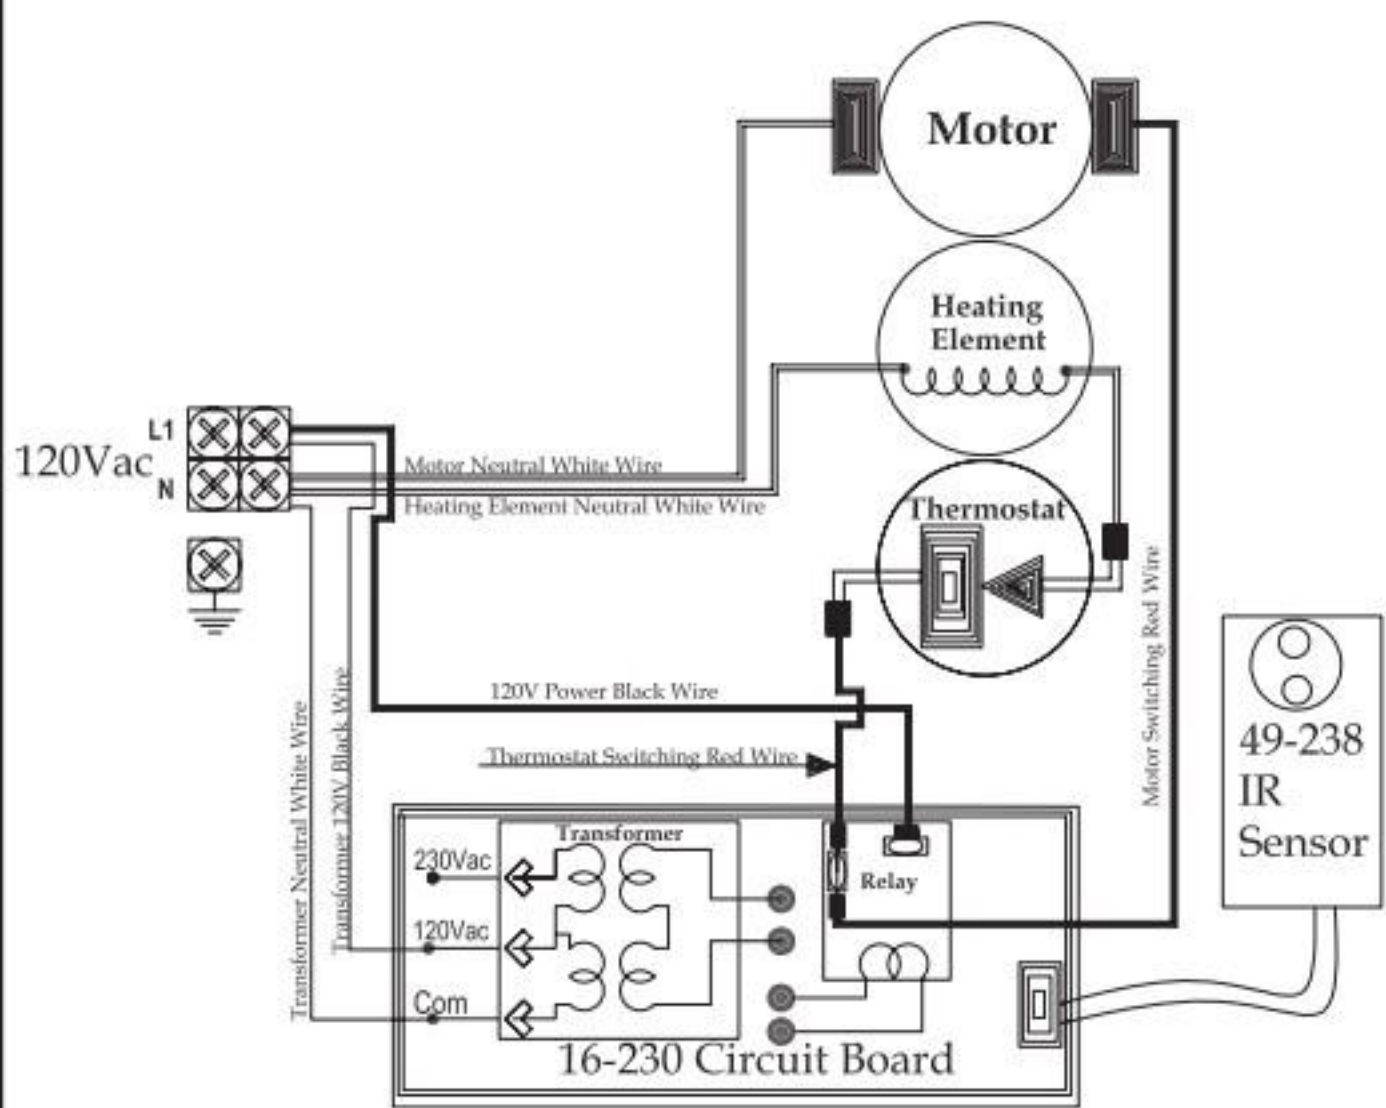 Motor
Heating
Element
L1
120Vac
N
Motor Neutral White Wire
Heating Element Neutral White Wire
Thermostat
Motor Switching Red Wire
120V Power Black Wire
Thermostat Switching Red Wire
Transformer Neutral White Wire
Transformer 120V Black Wire
49-238
IR
Sensor
Transformer
230Vac
Relay
120Vac
Com
16-230 Circuit Board